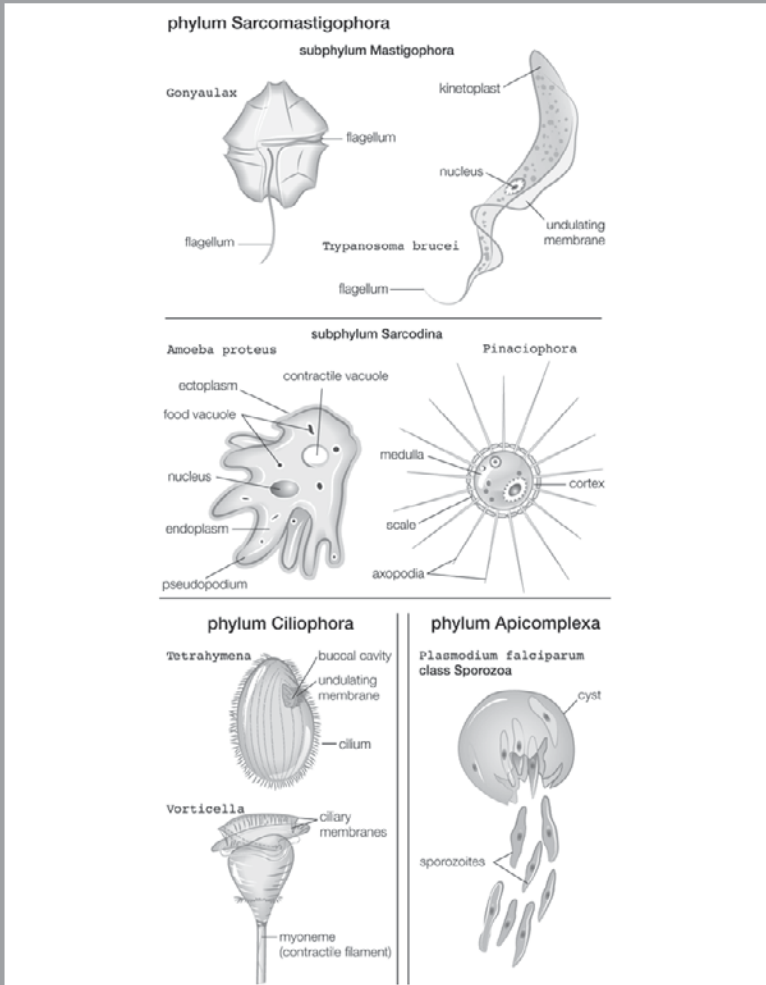 phylum Sarcomastigophora
subphylum Mastigophora
Gonyaulax
flagellum
flagellum
kinetoplast
nucleus
undulating
membrane
Trypanosoma brucei
flagellum
subphylum Sarcodina
Amoeba proteus
ectoplasm
contractile vacuole
food vacuole
nucleus
endoplasm
pseudopodium
Pinaciophora
medulla
cortex
scale
axopodia
phylum Ciliophora
Tetrahymena
buccal cavity
undulating
membrane
cilium
Vorticella
ciliary
membranes
myoneme
(contractile filament)
phylum Apicomplexa
Plasmodium falciparum
class Sporozoa
cyst
sporozoites